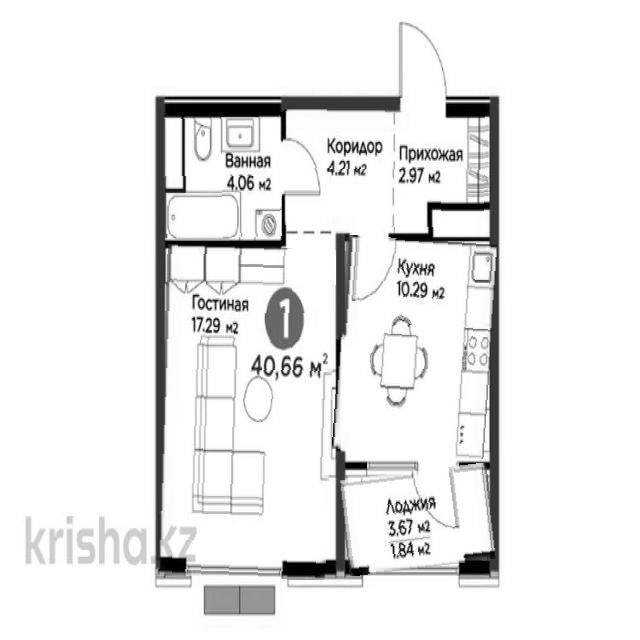 Ванная
4.06 м2
Коридор
4.21 м2
Прихожая
2.97 м2
Кухня
10.29 м2
Гостиная
17.29 м2
1
40,66 м²
Лоджия
3.67 м2
1.84 м2
krisha.kz